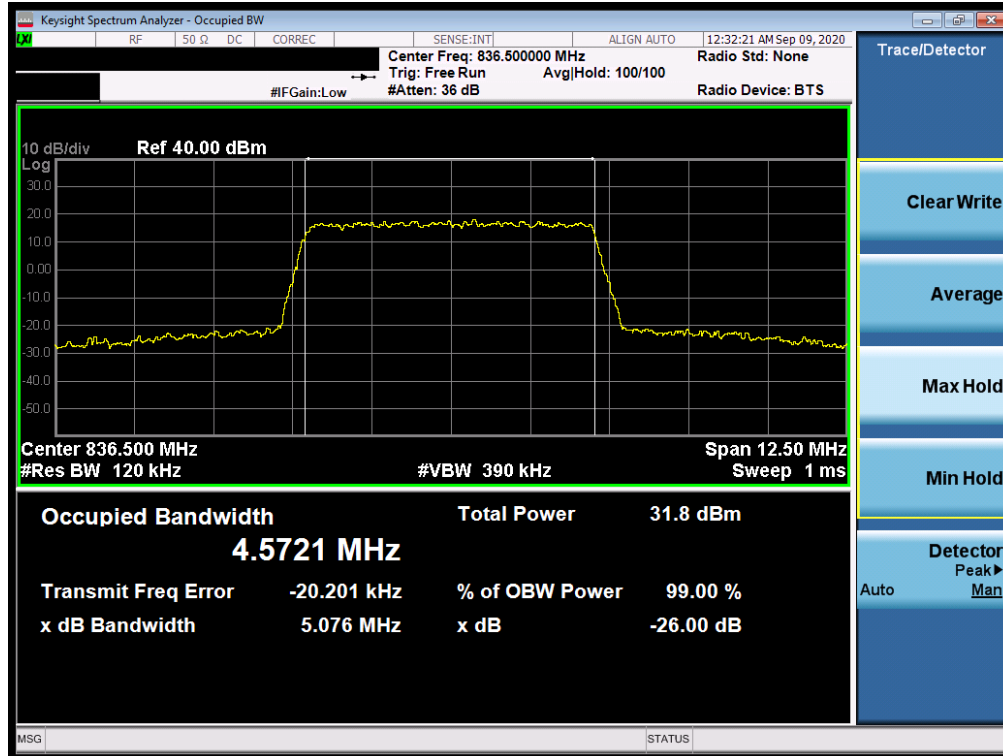 Keysight Spectrum Analyzer - Occupied BW
LXI RF 50 Ω DC CORREC SENSE:INT ALIGN AUTO 12:32:21 AM Sep 09, 2020
Center Freq: 836.500000 MHz Radio Std: None
Trig: Free Run Avg|Hold: 100/100
#IFGain:Low #Atten: 36 dB Radio Device: BTS
Trace/Detector
10 dB/div Ref 40.00 dBm
Log
30.0
20.0
10.0
0.00
-10.0
-20.0
-30.0
-40.0
-50.0
Center 836.500 MHz Span 12.50 MHz
#Res BW 120 kHz #VBW 390 kHz Sweep 1 ms
Occupied Bandwidth Total Power 31.8 dBm
4.5721 MHz
Transmit Freq Error -20.201 kHz % of OBW Power 99.00 %
x dB Bandwidth 5.076 MHz x dB -26.00 dB
Clear Write
Average
Max Hold
Min Hold
Detector
Peak▶
Auto Man
MSG STATUS